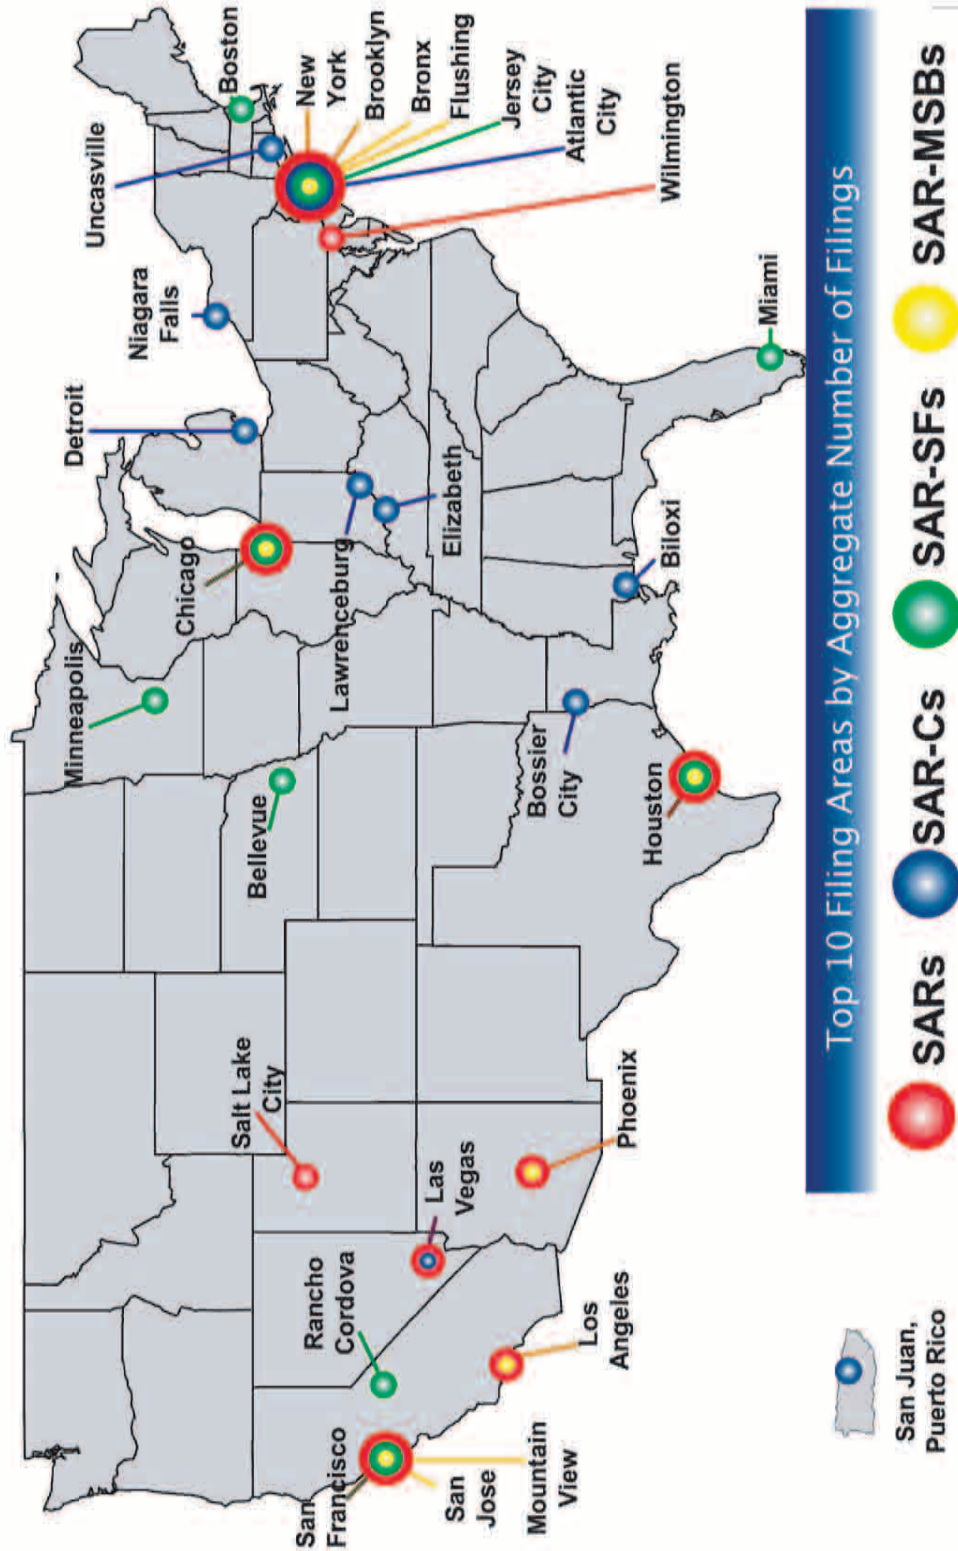 Minneapolis
Chicago
Detroit
Niagara
Falls
Uncasville
Boston
New
York
Brooklyn
Bronx
Flushing
Jersey
City
Atlantic
City
Wilmington
Bellevue
Lawrenceburg
Elizabeth
Salt Lake
City
Las
Vegas
Rancho
Cordova
San
Francisco
San
Jose
Mountain
View
Los
Angeles
Phoenix
Bossier
City
Houston
Biloxi
Miami
San Juan,
Puerto Rico
Top 10 Filing Areas by Aggregate Number of Filings
SARs
SAR-Cs
SAR-SFs
SAR-MSBs